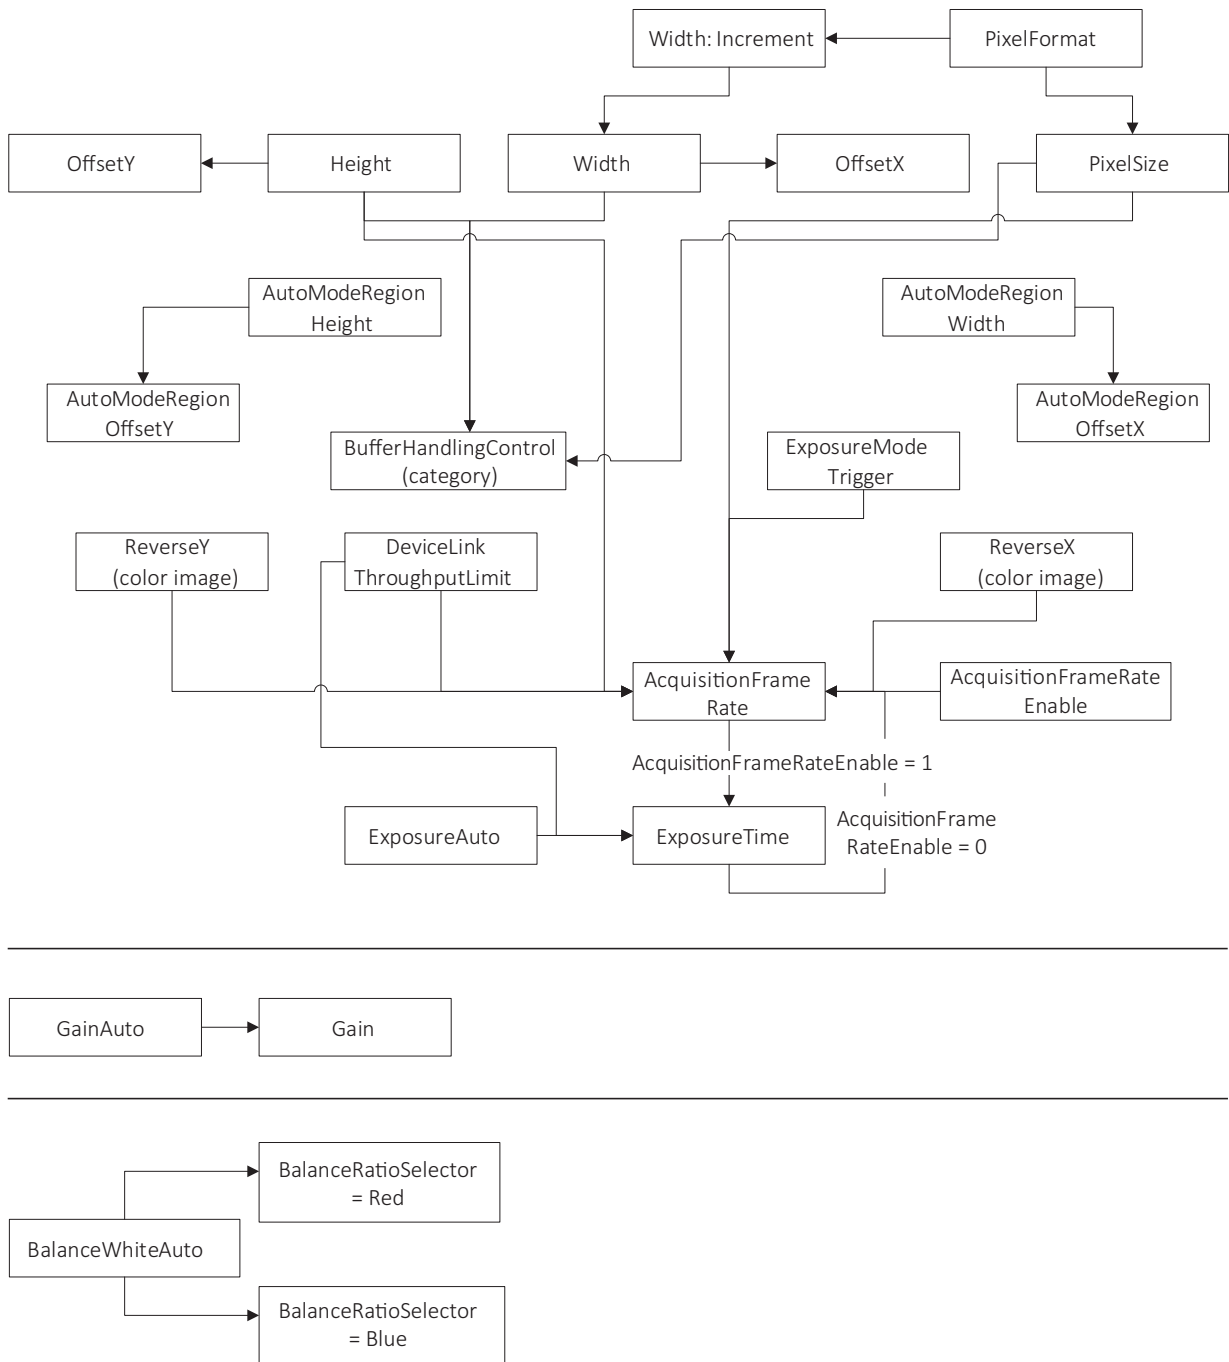 Width: Increment
PixelFormat
OffsetY
Height
Width
OffsetX
PixelSize
AutoModeRegion
Height
AutoModeRegion
Width
AutoModeRegion
OffsetY
AutoModeRegion
OffsetX
BufferHandlingControl
(category)
ExposureMode
Trigger
ReverseY
(color image)
DeviceLink
ThroughputLimit
ReverseX
(color image)
AcquisitionFrame
Rate
AcquisitionFrameRate
Enable
AcquisitionFrameRateEnable = 1
ExposureAuto
ExposureTime
AcquisitionFrame
RateEnable = 0
GainAuto
Gain
BalanceRatioSelector
= Red
BalanceWhiteAuto
BalanceRatioSelector
= Blue